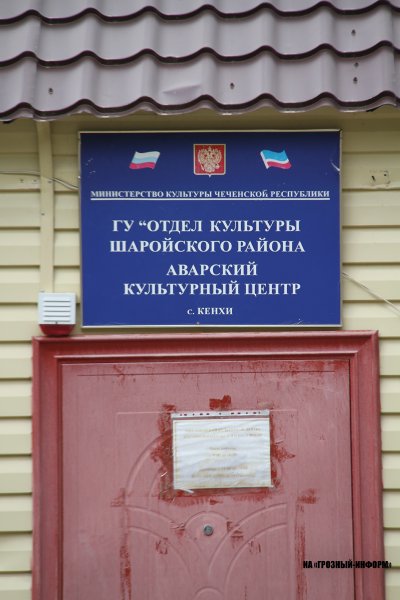 МИНИСТЕРСТВО КУЛЬТУРЫ ЧЕЧЕНСКОЙ РЕСПУБЛИКИ
ГУ “ОТДЕЛ КУЛЬТУРЫ
ШАРОЙСКОГО РАЙОНА
АВАРСКИЙ
КУЛЬТУРНЫЙ ЦЕНТР
с. КЕНХИ
ИА «ГРОЗНЫЙ-ИНФОРМ»